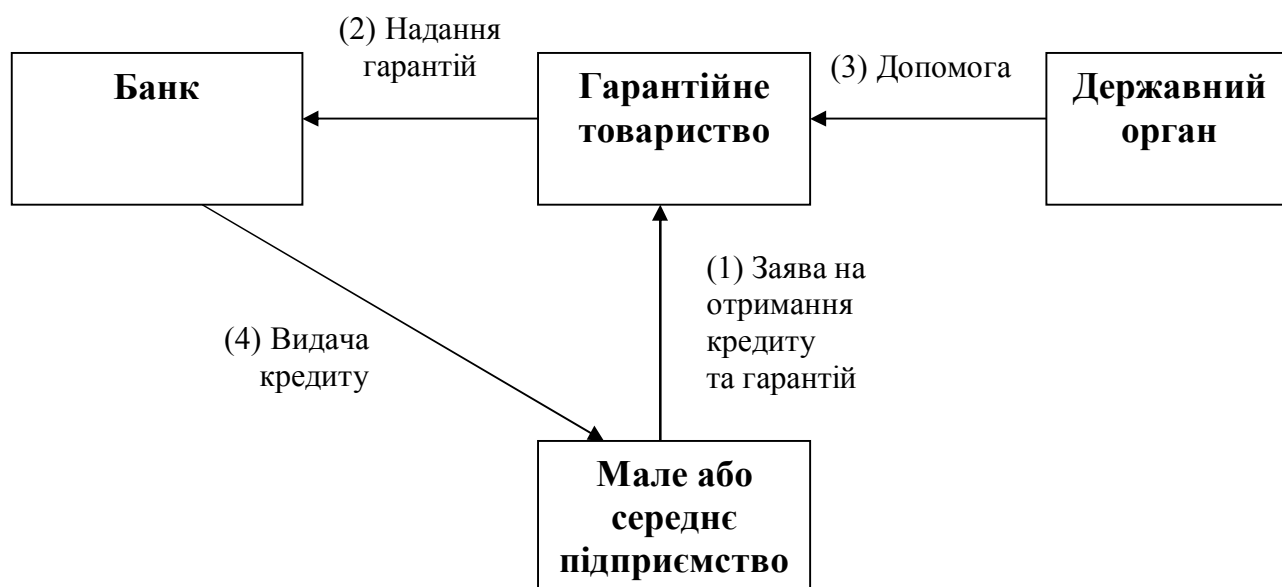 (2) Надання
гарантій
Банк
Гарантійне
товариство
(3) Допомога
Державний
орган
(1) Заява на
отримання
кредиту
та гарантій
(4) Видача
кредиту
Мале або
середнє
підприємство